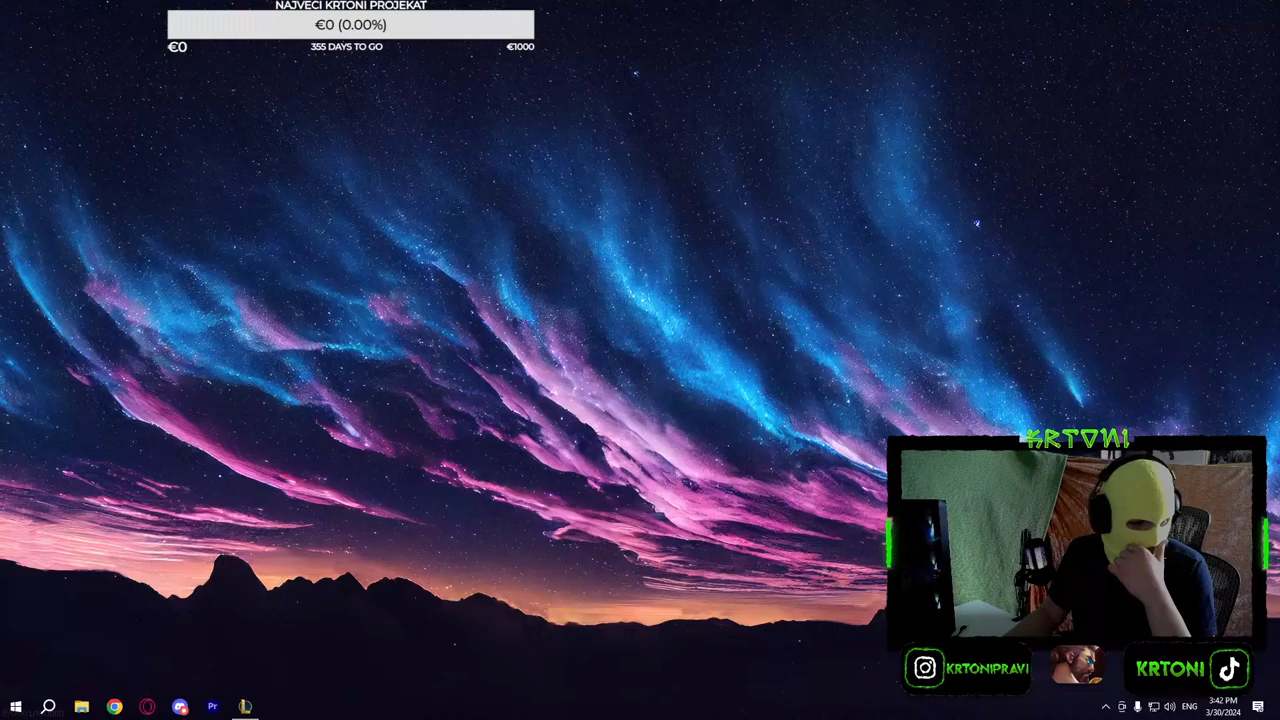 NAJVECI KRTONI PROJEKAT
€0 (0.00%)
€0
355 DAYS TO GO
€1000
KRTONI
KRTONIPRAVI
KRTONI
Pr
ENG
3:42 PM
3/30/2024